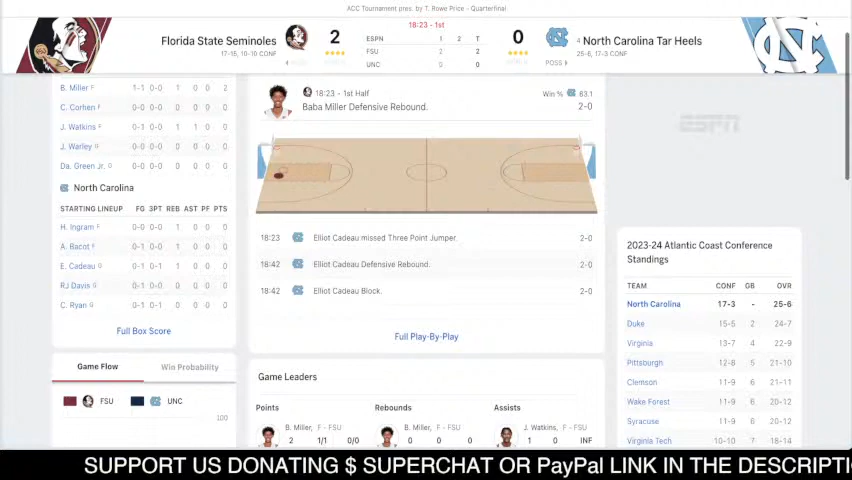 ACC Tournament pres. by T. Rowe Price - Quarterfinal
Florida State Seminoles
17-15, 10-10 CONF
2
18:23 - 1st
ESPN 1 2 T
FSU 2 2
UNC 0 0
0
POSS
4 North Carolina Tar Heels
25-6, 17-3 CONF
B. Miller F 1-1 0-0 1 0 0 2
C. Corhen F 0-0 0-0 0 0 0 0
J. Watkins F 0-1 0-0 1 1 0 0
J. Warley G 0-0 0-0 0 0 0 0
Da. Green Jr. G 0-0 0-0 0 0 0 0
North Carolina
STARTING LINEUP FG 3PT REB AST PF PTS
H. Ingram F 0-0 0-0 1 0 0 0
A. Bacot F 0-1 0-0 1 0 0 0
E. Cadeau G 0-1 0-1 1 0 0 0
RJ Davis G 0-1 0-0 0 0 0 0
C. Ryan G 0-1 0-1 0 0 0 0
Full Box Score
Game Flow
Win Probability
FSU
UNC
100
18:23 - 1st Half
Baba Miller Defensive Rebound.
Win % 63.1
2-0
18:23 Elliot Cadeau missed Three Point Jumper. 2-0
18:42 Elliot Cadeau Defensive Rebound. 2-0
18:42 Elliot Cadeau Block. 2-0
Full Play-By-Play
Game Leaders
Points
B. Miller, F - FSU
2 1/1 0/0
Rebounds
B. Miller, F - FSU
0 0 0
Assists
J. Watkins, F - FSU
1 0 INF
ESPN
2023-24 Atlantic Coast Conference
Standings
TEAM CONF GB OVR
North Carolina 17-3 - 25-6
Duke 15-5 2 24-7
Virginia 13-7 4 22-9
Pittsburgh 12-8 5 21-10
Clemson 11-9 6 21-11
Wake Forest 11-9 6 20-12
Syracuse 11-9 6 20-12
Virginia Tech 10-10 7 18-14
SUPPORT US DONATING $ SUPERCHAT OR PayPal LINK IN THE DESCRIPTI